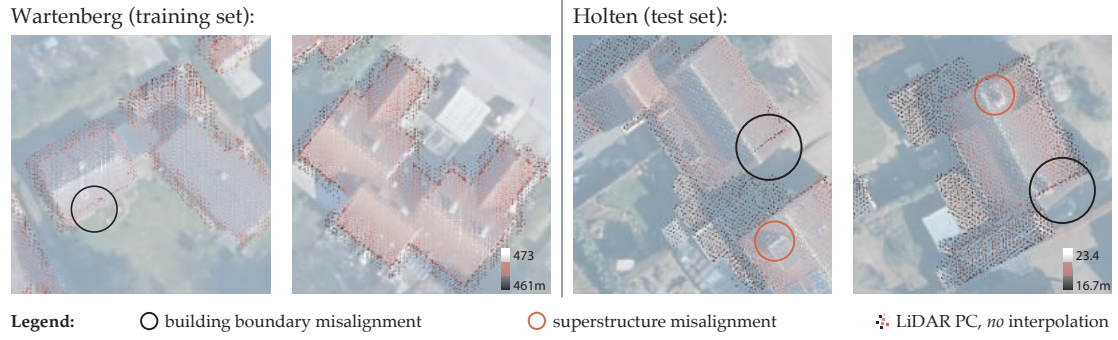 Wartenberg (training set):
Holten (test set):
473
461m
23.4
16.7m
Legend:
building boundary misalignment
superstructure misalignment
LiDAR PC, no interpolation